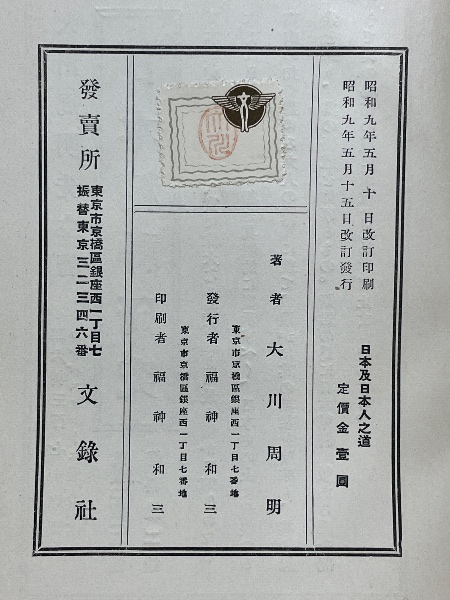 昭和九年五月十日改訂印刷
昭和九年五月十五日改訂發行
日本及日本人之道
定價金壹圓
著者 大川周明
東京市京橋區銀座西一丁目七番地
發行者 福神和三
東京市京橋區銀座西一丁目七番地
印刷者 福神和三
發賣所
東京市京橋區銀座西一丁目七
振替東京三一二三四六番
文錄社